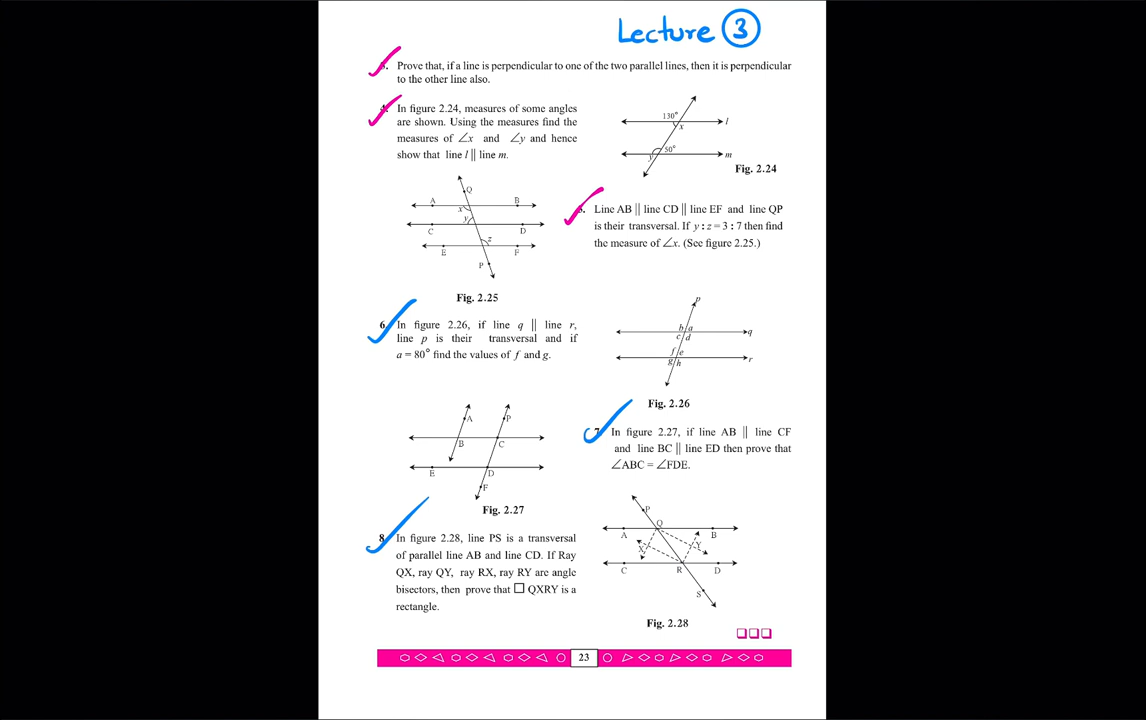 Lecture 3
3. Prove that, if a line is perpendicular to one of the two parallel lines, then it is perpendicular
to the other line also.
4. In figure 2.24, measures of some angles
are shown. Using the measures find the
measures of ∠x and ∠y and hence
show that line l || line m.
130°
x
l
50°
y
m
Fig. 2.24
Q
A
B
x
y
C
D
z
E
F
P
Fig. 2.25
5. Line AB || line CD || line EF and line QP
is their transversal. If y : z = 3 : 7 then find
the measure of ∠x. (See figure 2.25.)
6. In figure 2.26, if line q || line r,
line p is their transversal and if
a = 80° find the values of f and g.
p
b a
q
c d
f e
r
g h
Fig. 2.26
A
P
B
C
E
D
F
Fig. 2.27
7. In figure 2.27, if line AB || line CF
and line BC || line ED then prove that
∠ABC = ∠FDE.
8. In figure 2.28, line PS is a transversal
of parallel line AB and line CD. If Ray
QX, ray QY, ray RX, ray RY are angle
bisectors, then prove that □ QXRY is a
rectangle.
P
Q
A
B
X
Y
C
R
D
S
Fig. 2.28
23